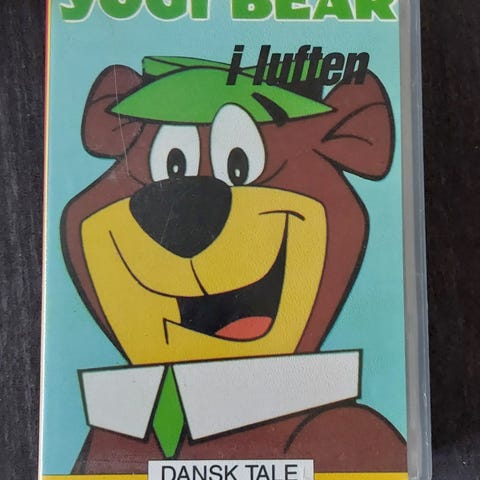 YOGI BEAR
i luften
DANSK TALE